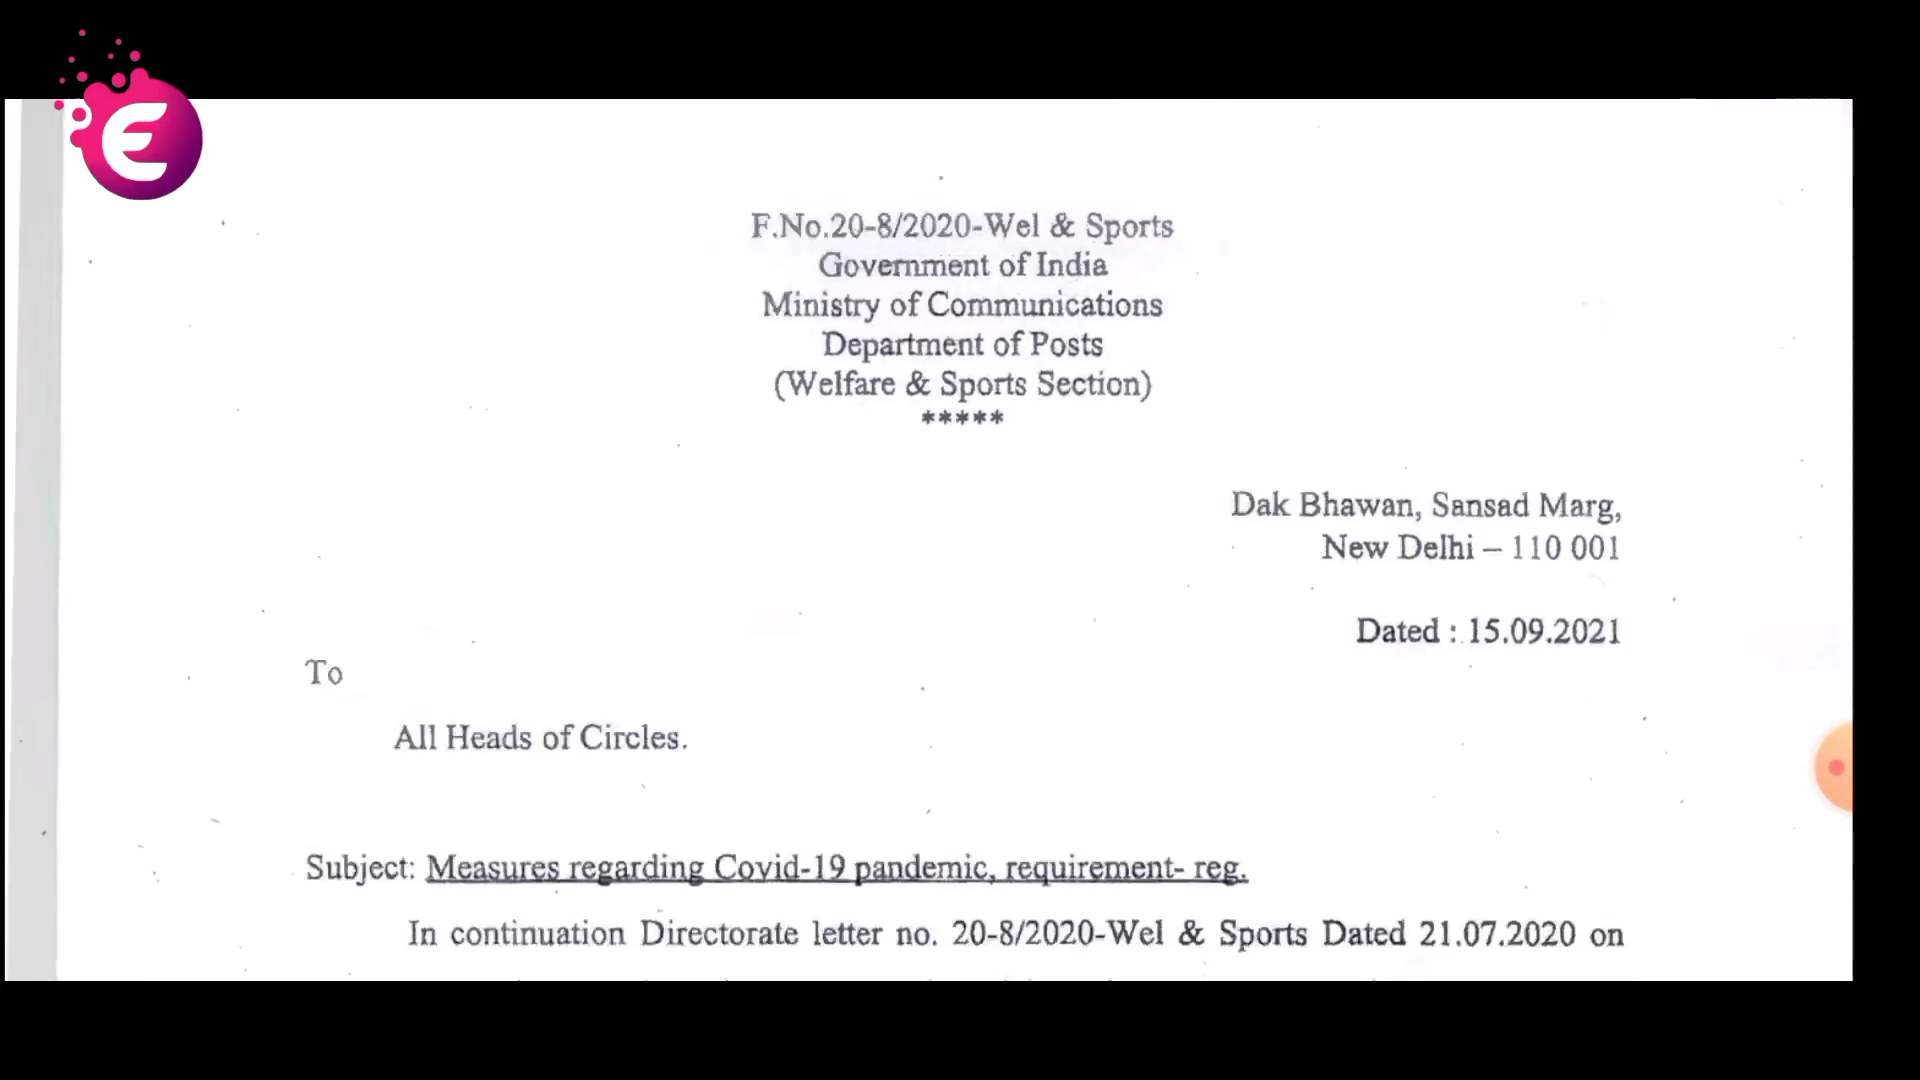 F.No.20-8/2020-Wel & Sports
Government of India
Ministry of Communications
Department of Posts
(Welfare & Sports Section)
*****
Dak Bhawan, Sansad Marg,
New Delhi – 110 001
Dated : 15.09.2021
To
All Heads of Circles.
Subject: Measures regarding Covid-19 pandemic, requirement- reg.
In continuation Directorate letter no. 20-8/2020-Wel & Sports Dated 21.07.2020 on